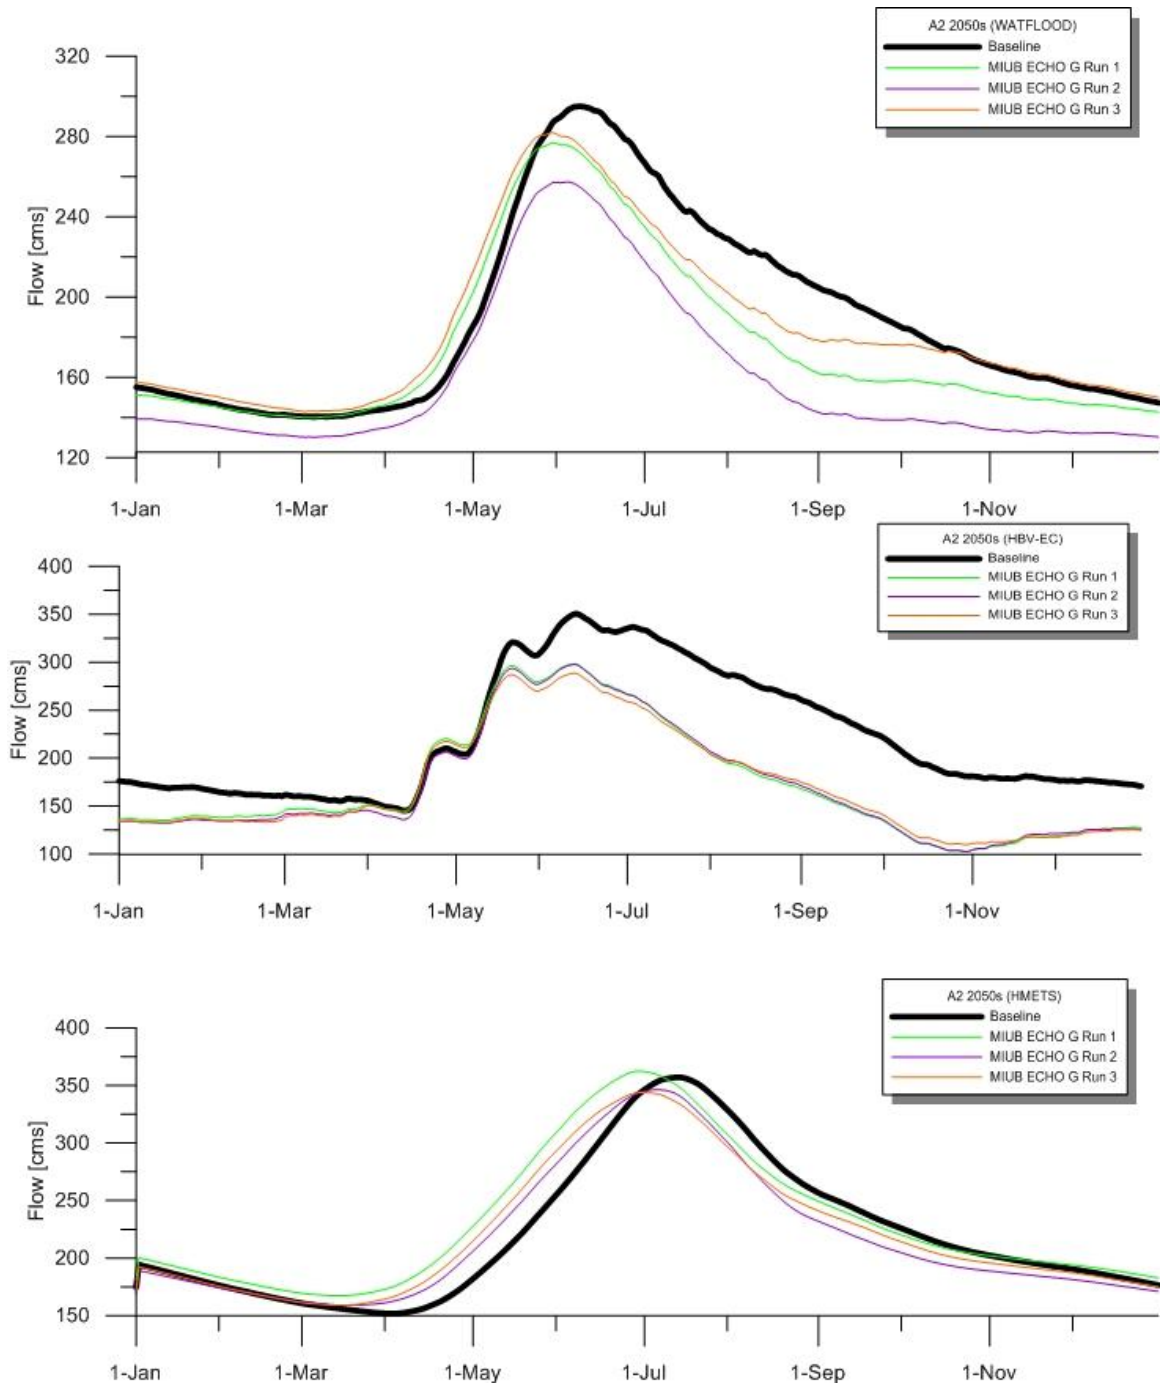 A2 2050s (WATFLOOD)
Baseline
MIUB ECHO G Run 1
MIUB ECHO G Run 2
MIUB ECHO G Run 3
320
280
240
200
160
120
Flow [cms]
1-Jan 1-Mar 1-May 1-Jul 1-Sep 1-Nov
A2 2050s (HBV-EC)
Baseline
MIUB ECHO G Run 1
MIUB ECHO G Run 2
MIUB ECHO G Run 3
400
350
300
250
200
150
100
Flow [cms]
1-Jan 1-Mar 1-May 1-Jul 1-Sep 1-Nov
A2 2050s (HMETS)
Baseline
MIUB ECHO G Run 1
MIUB ECHO G Run 2
MIUB ECHO G Run 3
400
350
300
250
200
150
Flow [cms]
1-Jan 1-Mar 1-May 1-Jul 1-Sep 1-Nov